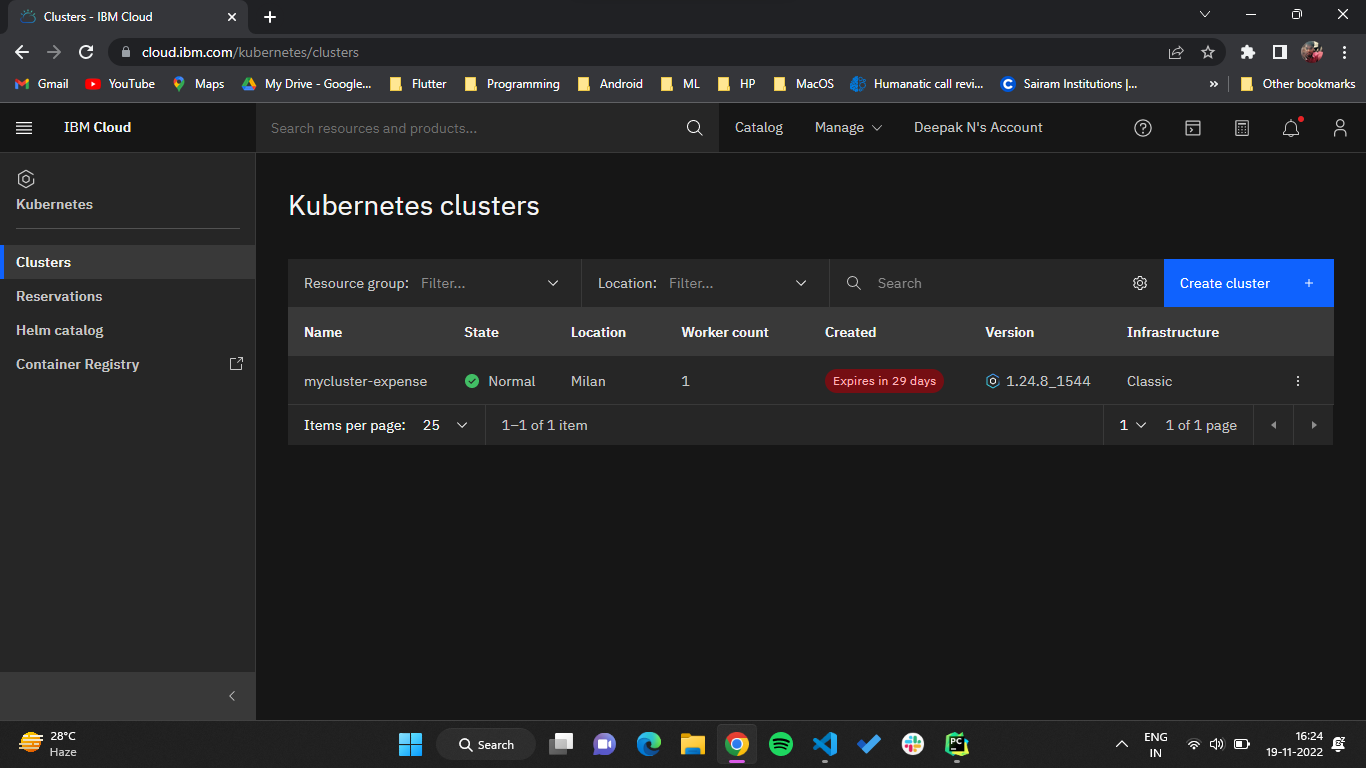 Clusters - IBM Cloud
cloud.ibm.com/kubernetes/clusters
Gmail YouTube Maps My Drive - Google... Flutter Programming Android ML HP MacOS Humanatic call revi... Sairam Institutions |... » Other bookmarks
IBM Cloud Search resources and products... Catalog Manage Deepak N's Account
Kubernetes
Clusters
Reservations
Helm catalog
Container Registry
Kubernetes clusters
Resource group: Filter... Location: Filter... Search Create cluster +
Name State Location Worker count Created Version Infrastructure
mycluster-expense Normal Milan 1 Expires in 29 days 1.24.8_1544 Classic
Items per page: 25 1–1 of 1 item 1 1 of 1 page
28°C
Haze
Search
PC
ENG
IN
16:24
19-11-2022